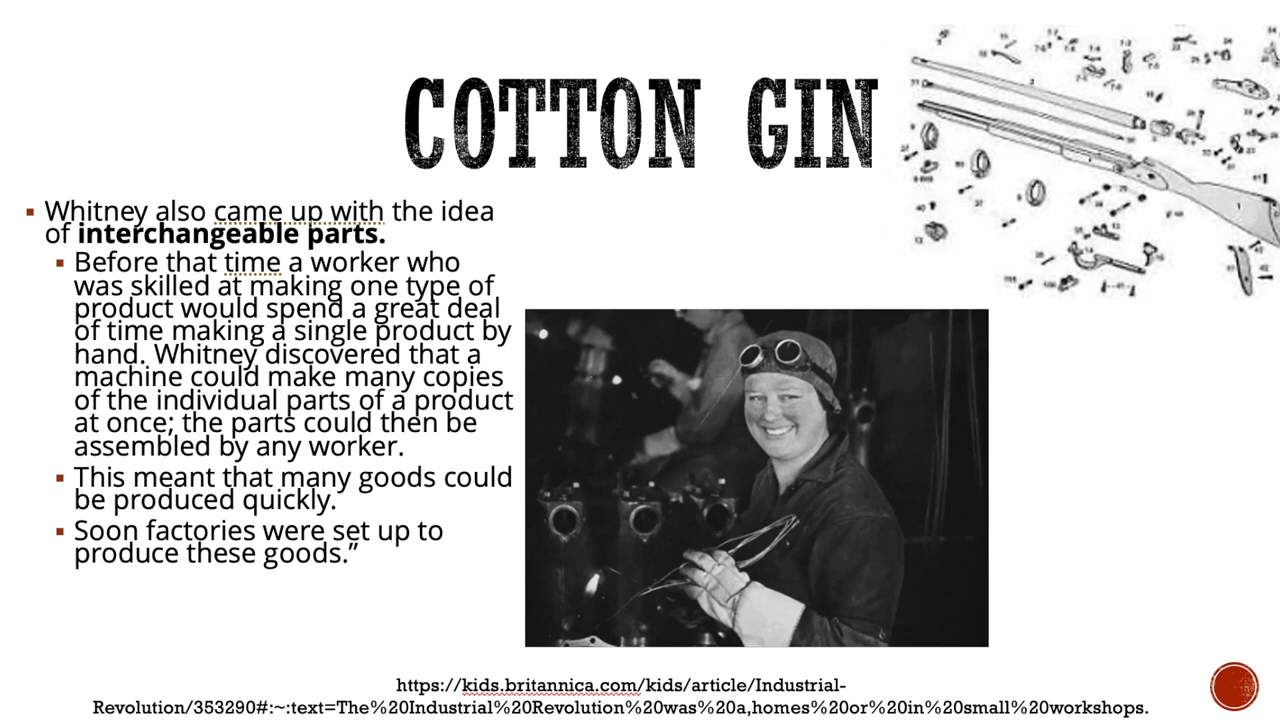 COTTON GIN
▪ Whitney also came up with the idea
of interchangeable parts.
▪ Before that time a worker who
was skilled at making one type of
product would spend a great deal
of time making a single product by
hand. Whitney discovered that a
machine could make many copies
of the individual parts of a product
at once; the parts could then be
assembled by any worker.
▪ This meant that many goods could
be produced quickly.
▪ Soon factories were set up to
produce these goods.”
https://kids.britannica.com/kids/article/Industrial-
Revolution/353290#:~:text=The%20Industrial%20Revolution%20was%20a,homes%20or%20in%20small%20workshops.